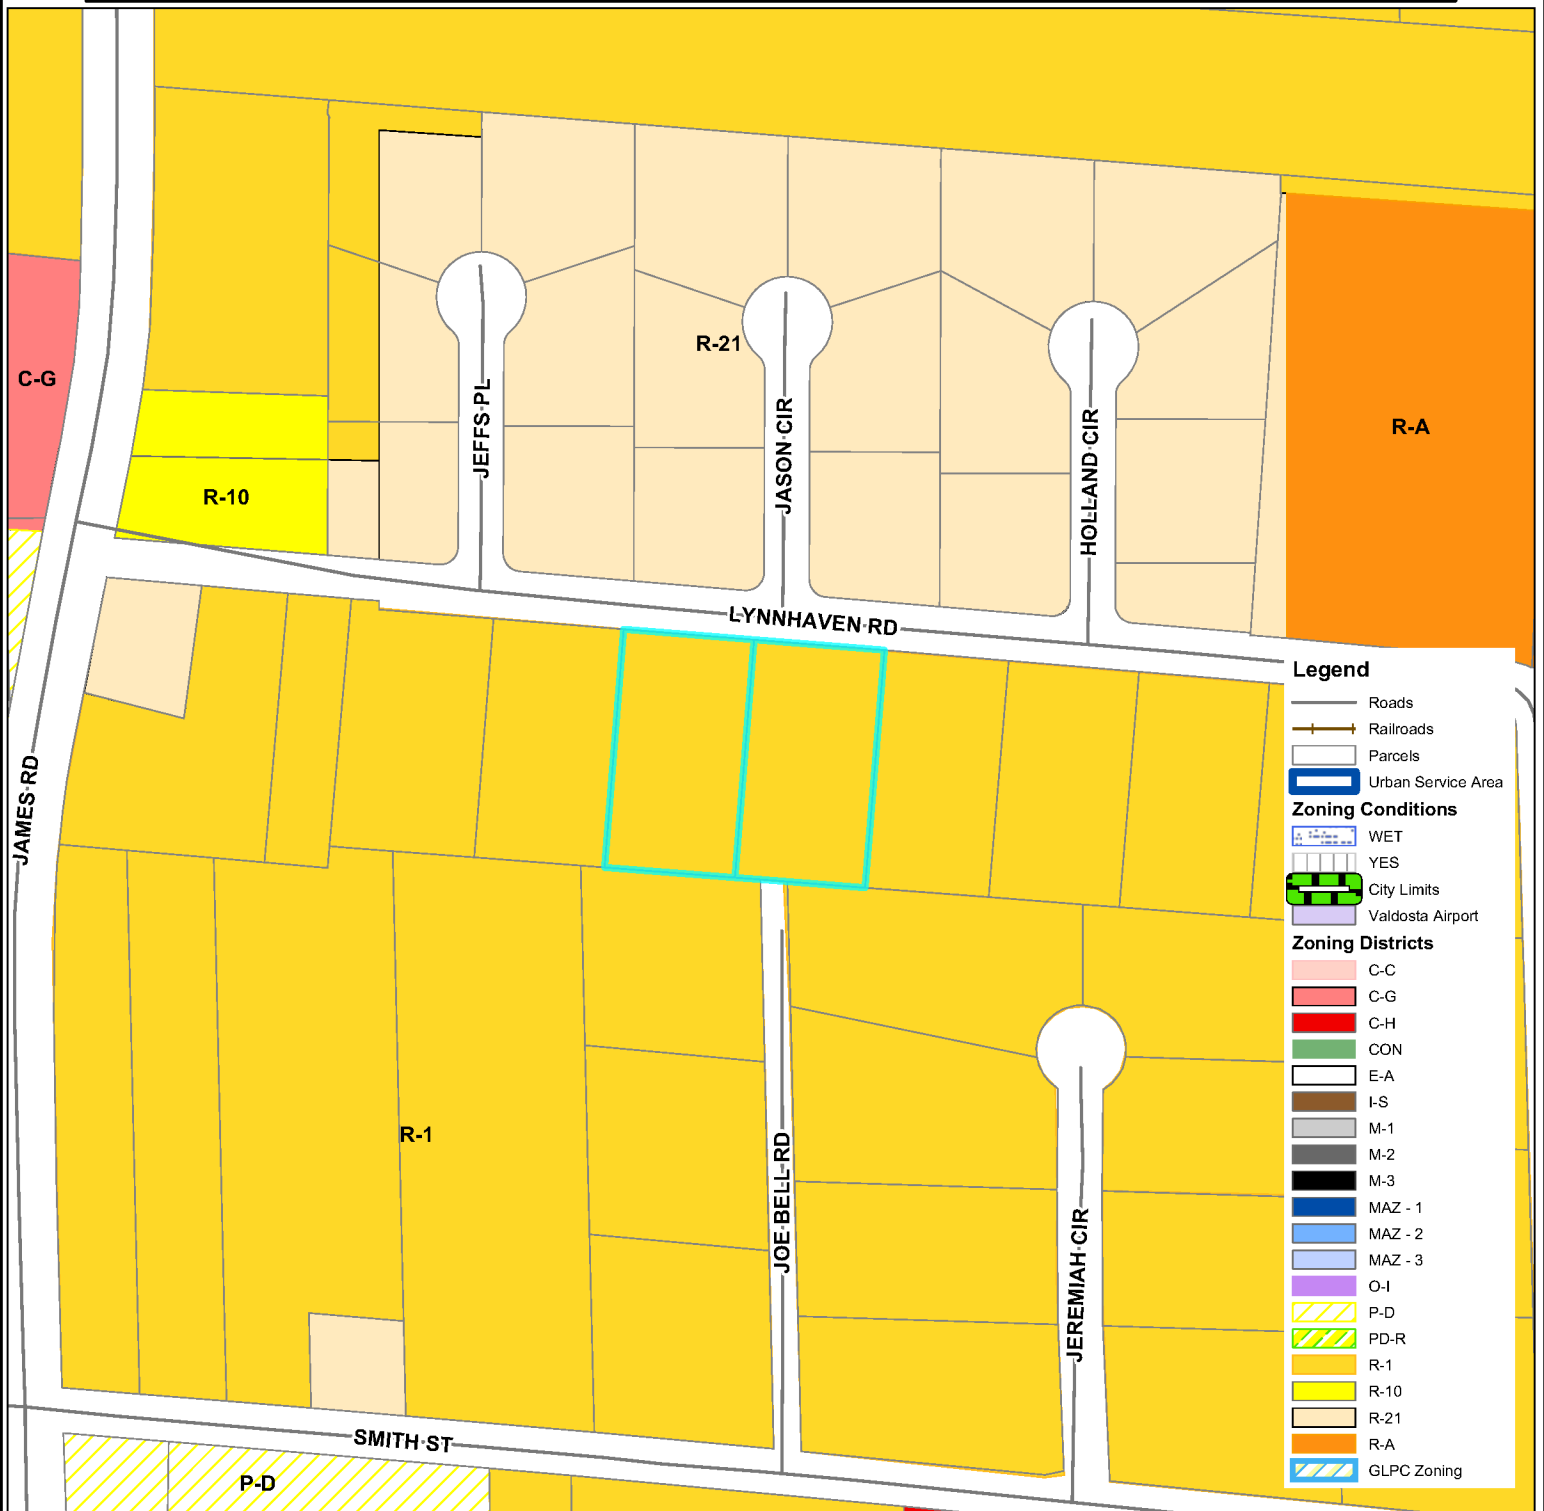 R-21
C-G
R-A
JEFFS PL
JASON CIR
HOLLAND CIR
R-10
LYNNHAVEN RD
JAMES RD
R-1
JOE BELL RD
JEREMIAH CIR
SMITH ST
P-D
Legend
Roads
Railroads
Parcels
Urban Service Area
Zoning Conditions
WET
YES
City Limits
Valdosta Airport
Zoning Districts
C-C
C-G
C-H
CON
E-A
I-S
M-1
M-2
M-3
MAZ - 1
MAZ - 2
MAZ - 3
O-I
P-D
PD-R
R-1
R-10
R-21
R-A
GLPC Zoning